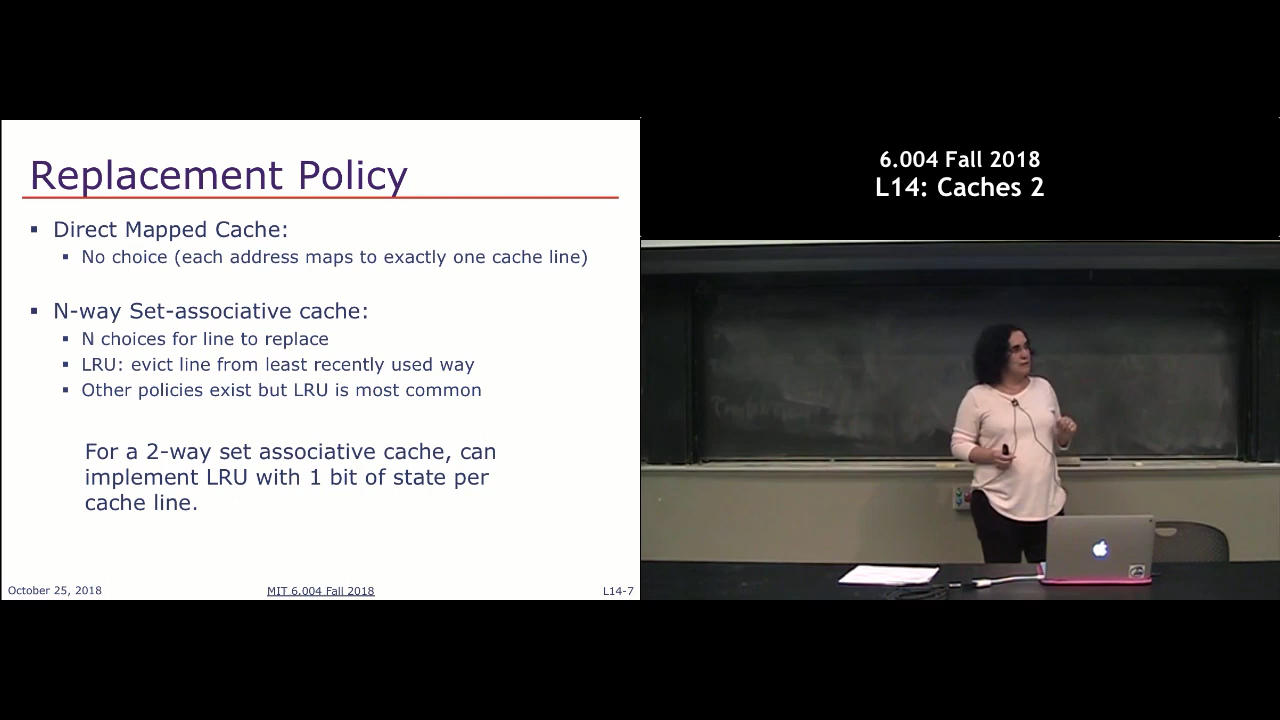 Replacement Policy
▪ Direct Mapped Cache:
▪ No choice (each address maps to exactly one cache line)
▪ N-way Set-associative cache:
▪ N choices for line to replace
▪ LRU: evict line from least recently used way
▪ Other policies exist but LRU is most common
For a 2-way set associative cache, can
implement LRU with 1 bit of state per
cache line.
October 25, 2018
MIT 6.004 Fall 2018
L14-7
6.004 Fall 2018
L14: Caches 2